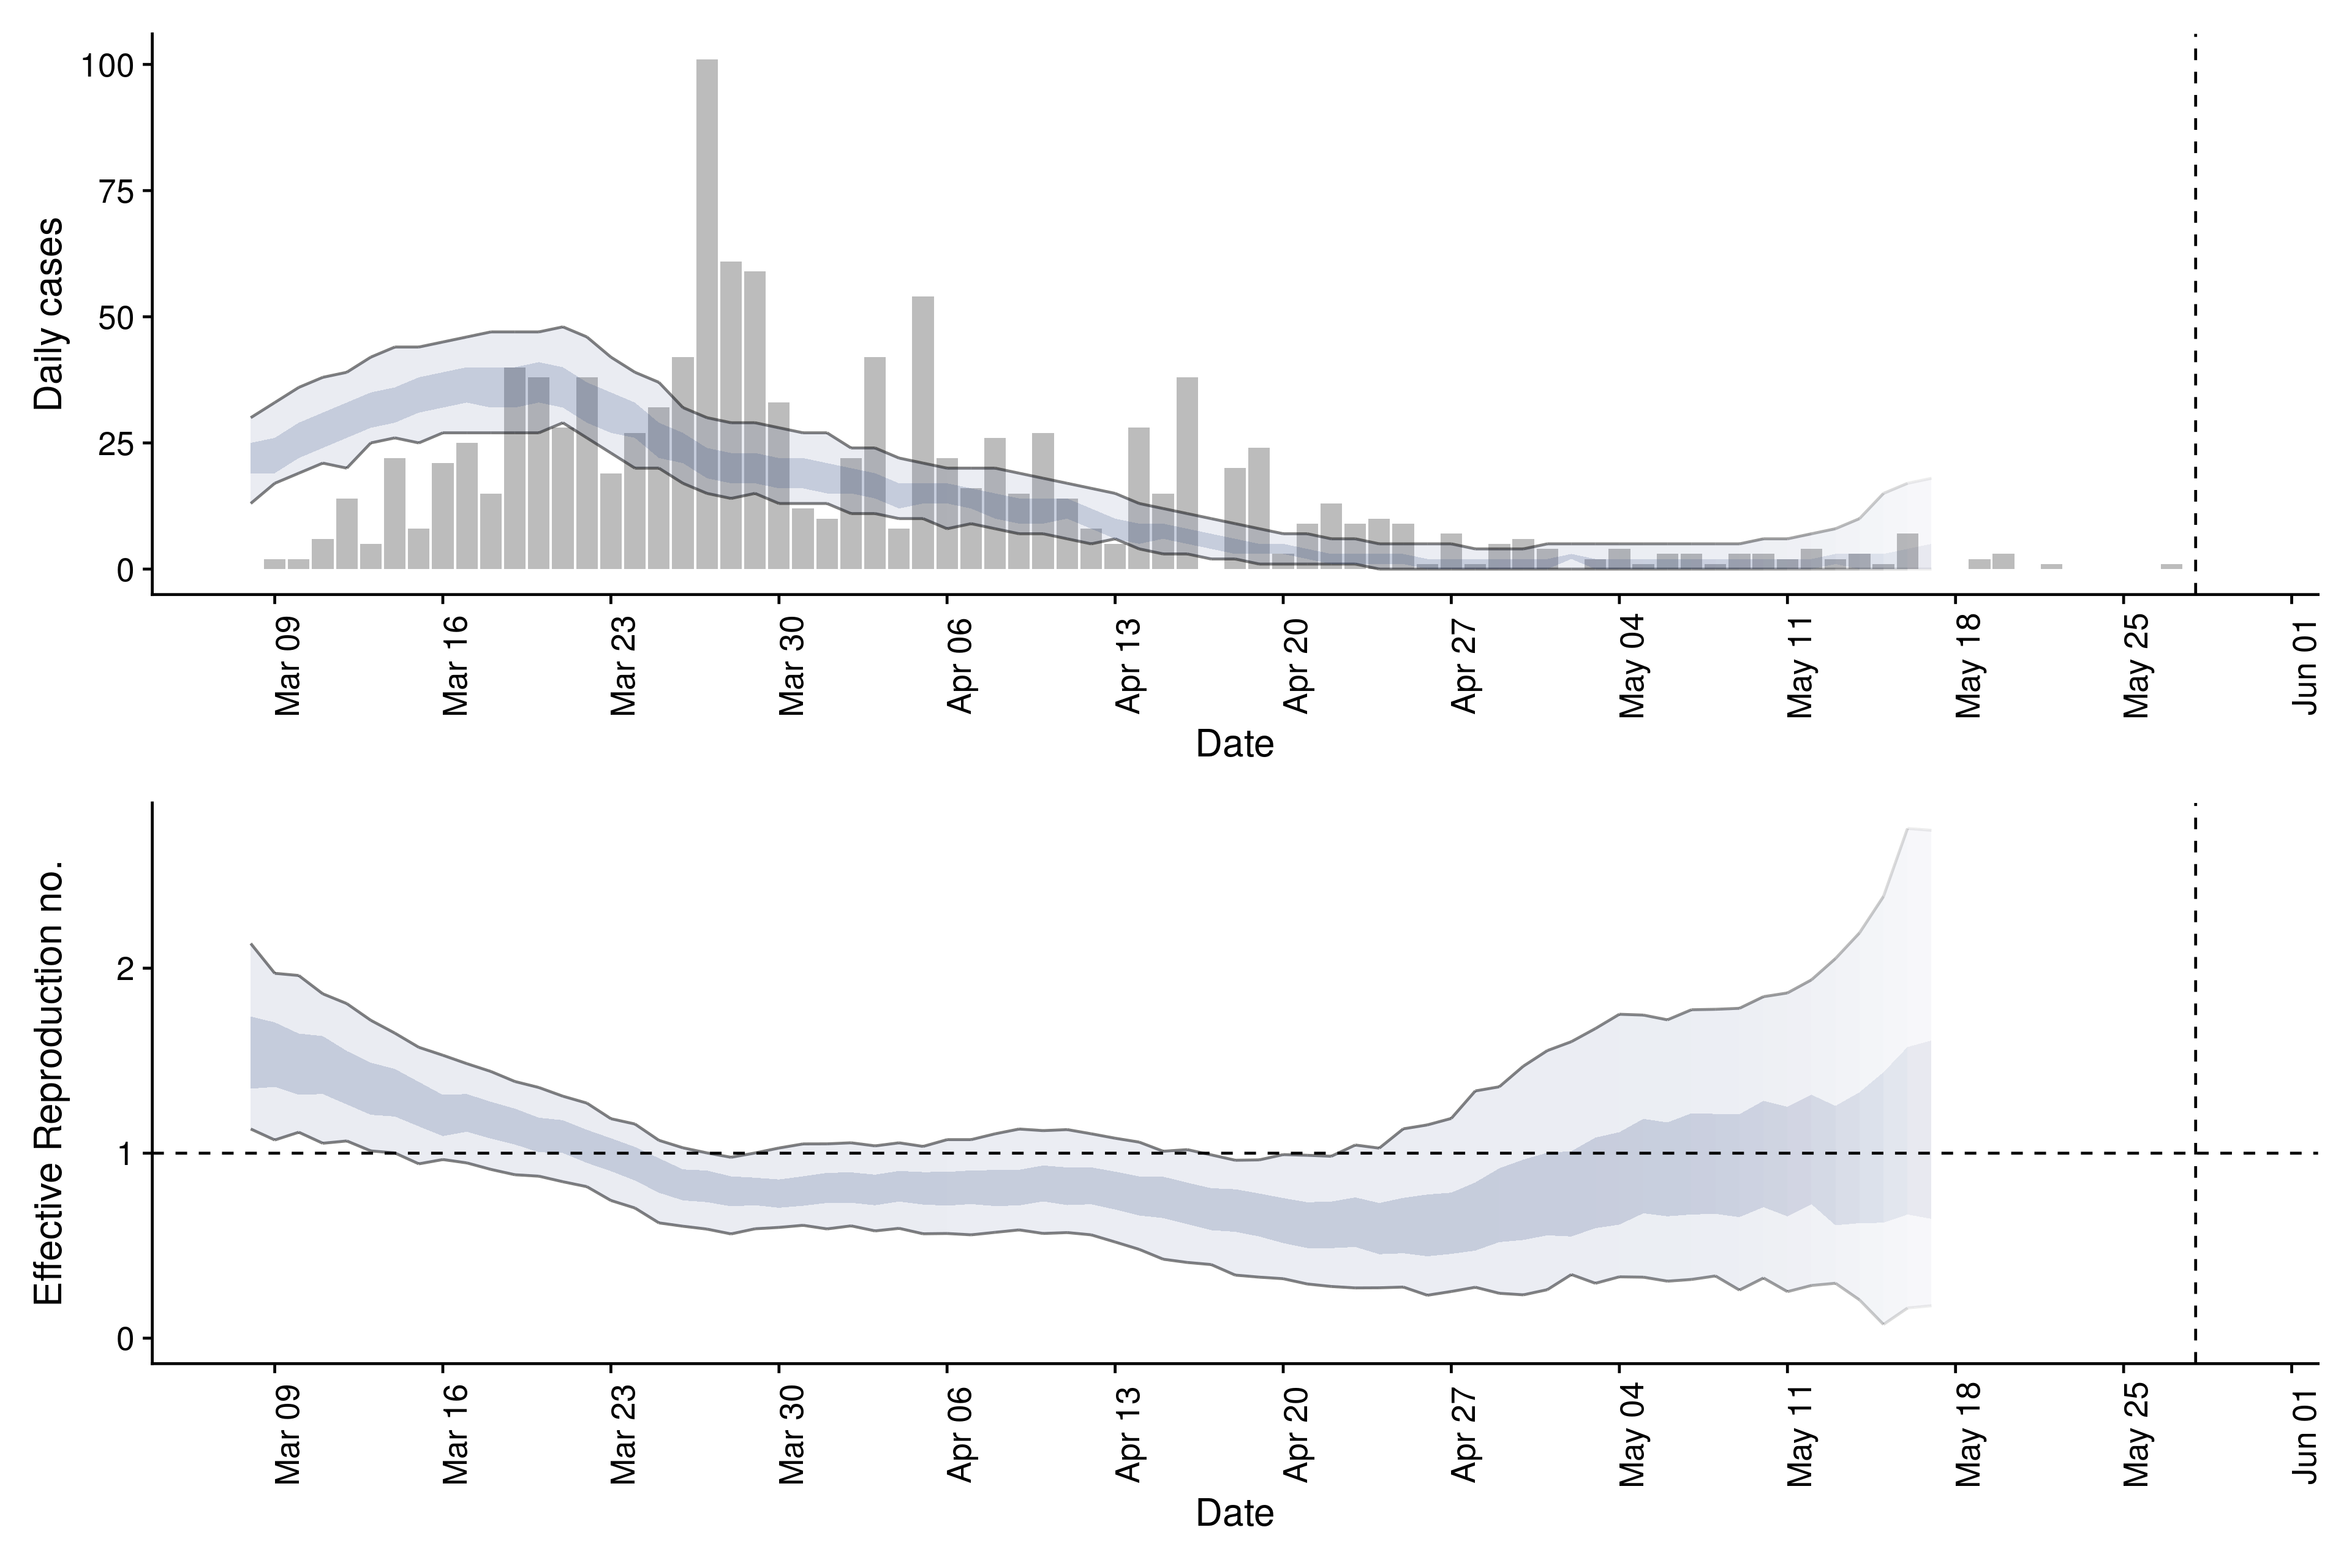 Daily cases
100
75
50
25
0
Mar 09
Mar 16
Mar 23
Mar 30
Apr 06
Apr 13
Apr 20
Apr 27
May 04
May 11
May 18
May 25
Jun 01
Date
Effective Reproduction no.
2
1
0
Mar 09
Mar 16
Mar 23
Mar 30
Apr 06
Apr 13
Apr 20
Apr 27
May 04
May 11
May 18
May 25
Jun 01
Date